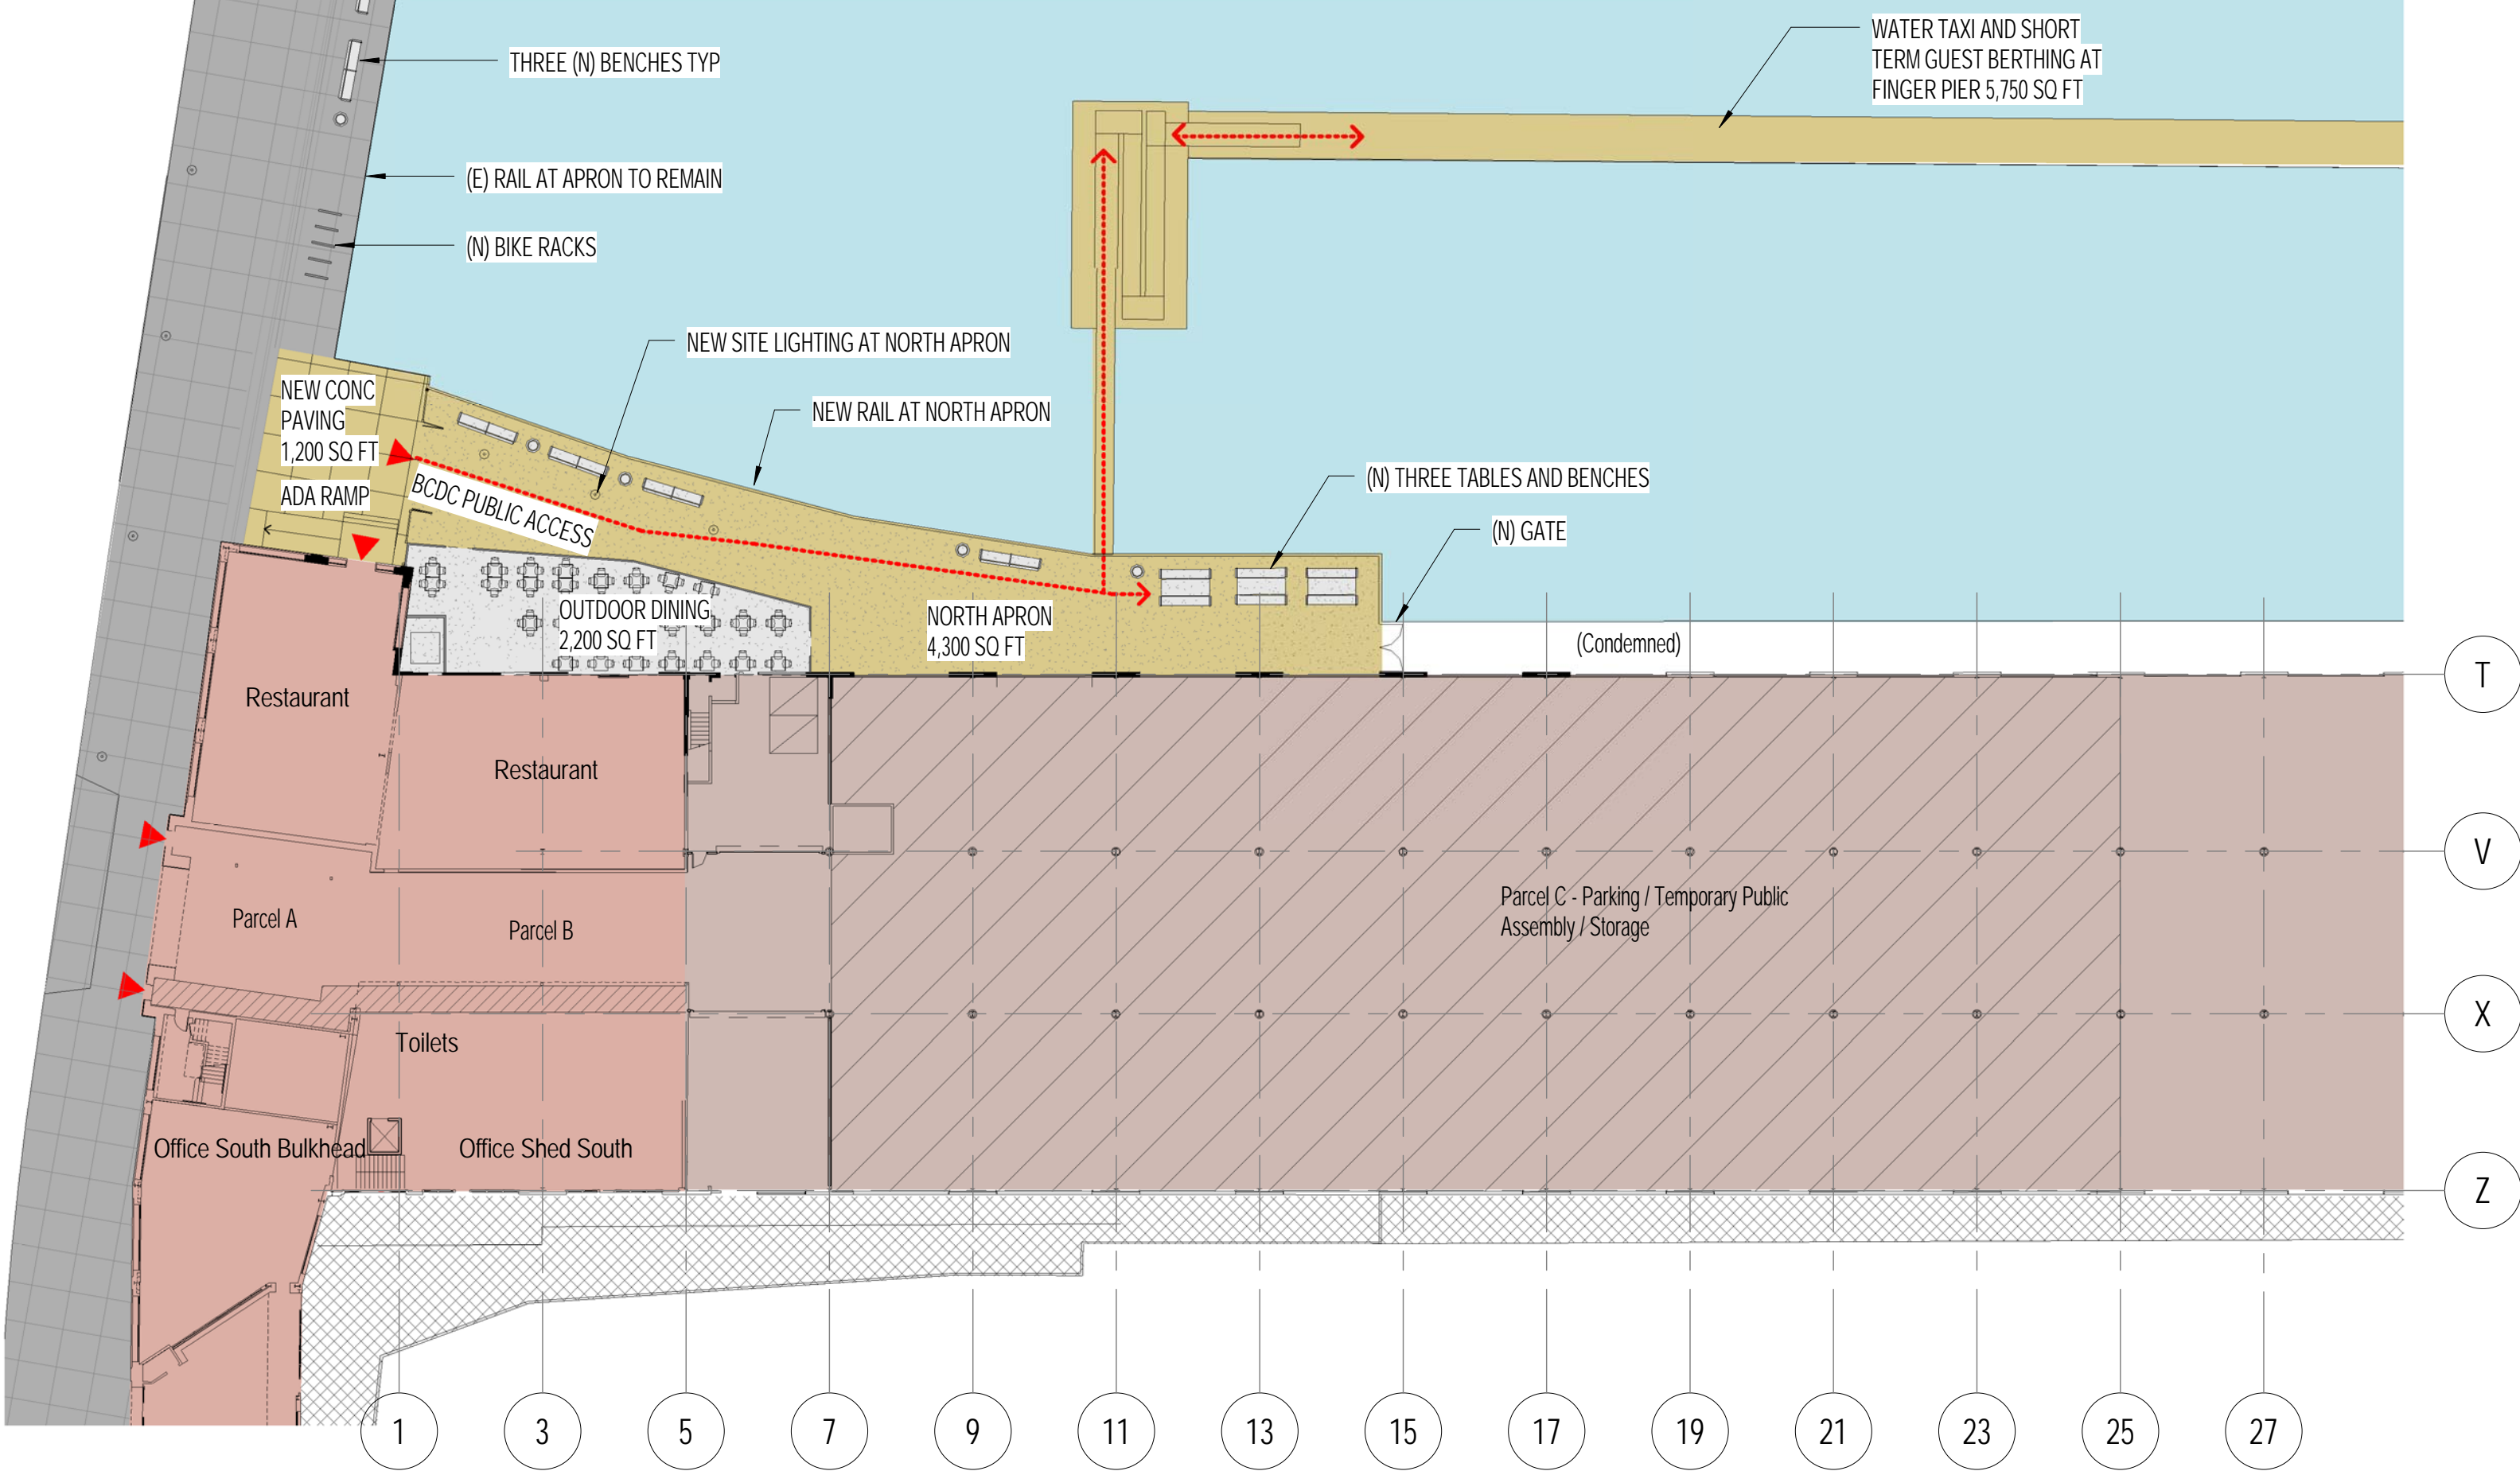 WATER TAXI AND SHORT
TERM GUEST BERTHING AT
FINGER PIER 5,750 SQ FT
THREE (N) BENCHES TYP
(E) RAIL AT APRON TO REMAIN
(N) BIKE RACKS
NEW SITE LIGHTING AT NORTH APRON
NEW CONC
PAVING
1,200 SQ FT
ADA RAMP
NEW RAIL AT NORTH APRON
BCDC PUBLIC ACCESS
(N) THREE TABLES AND BENCHES
(N) GATE
OUTDOOR DINING
2,200 SQ FT
NORTH APRON
4,300 SQ FT
(Condemned)
T
Restaurant
Restaurant
V
Parcel C - Parking / Temporary Public
Assembly / Storage
Parcel A
Parcel B
X
Toilets
Office South Bulkhead
Office Shed South
Z
1
3
5
7
9
11
13
15
17
19
21
23
25
27